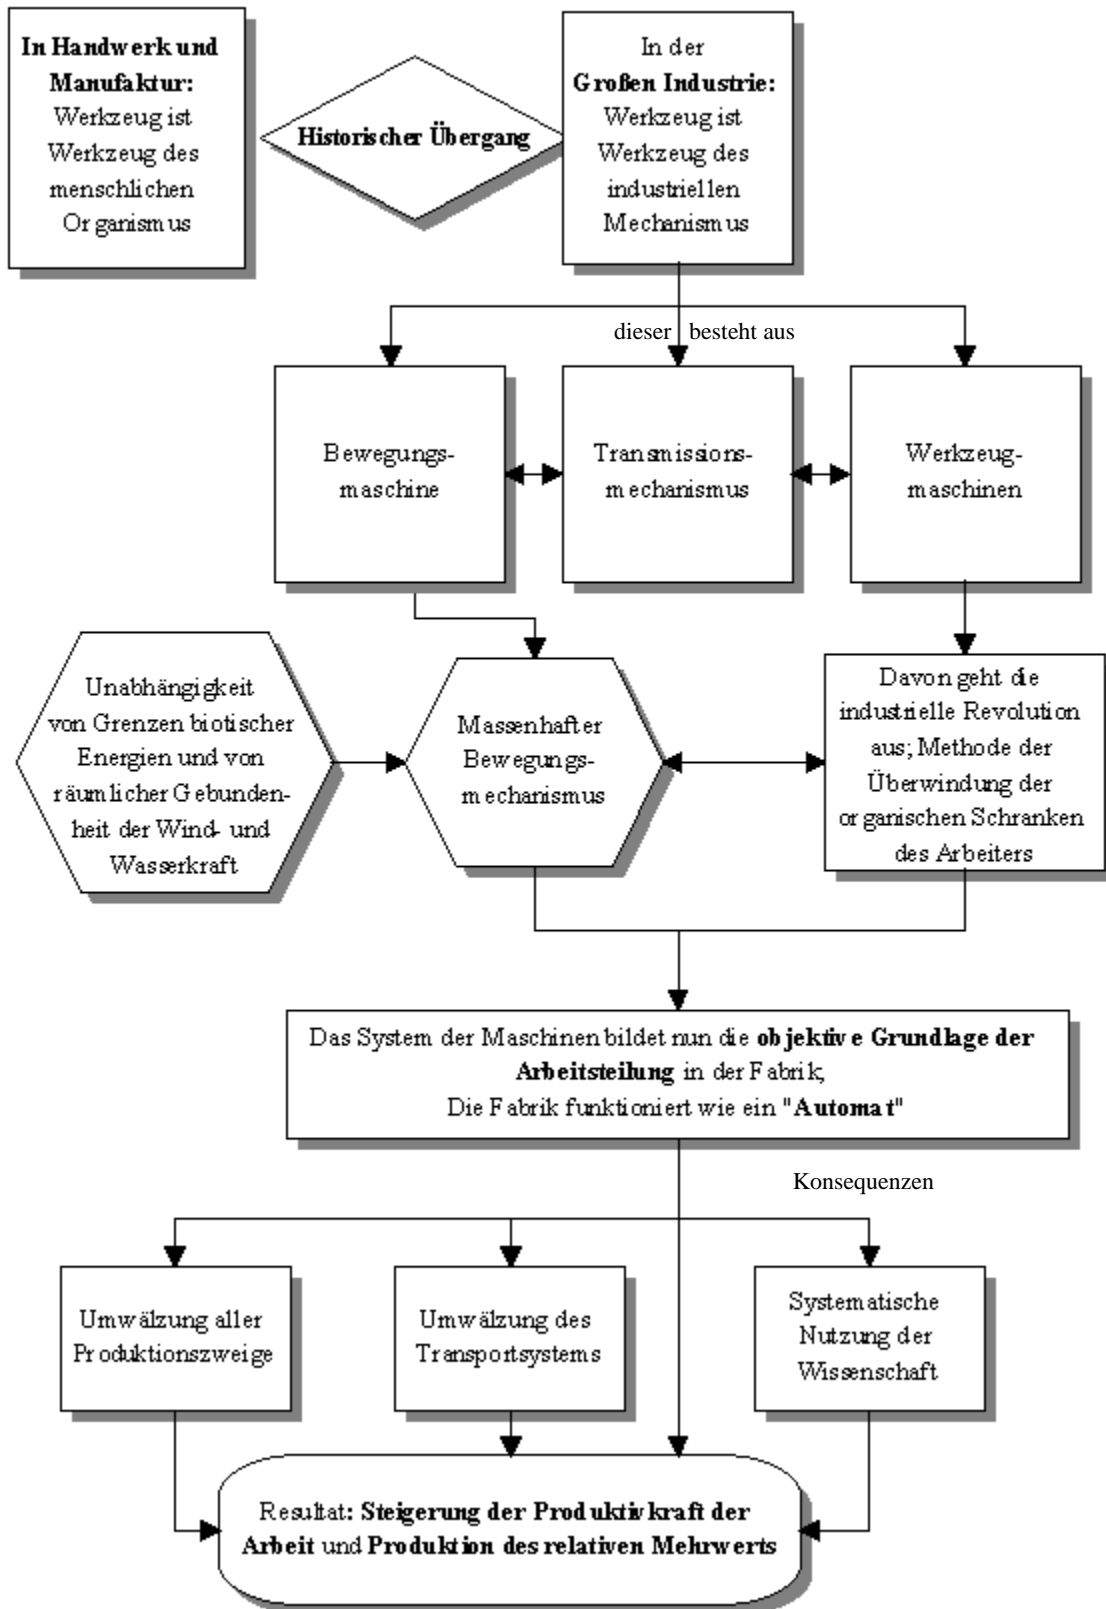 In Handwerk und
Manufaktur:
Werkzeug ist
Werkzeug des
menschlichen
Organismus
Historischer Übergang
In der
Großen Industrie:
Werkzeug ist
Werkzeug des
industriellen
Mechanismus
dieser besteht aus
Bewegungs-
maschine
Transmissions-
mechanismus
Werkzeug-
maschinen
Unabhängigkeit
von Grenzen biotischer
Energien und von
räumlicher Gebunden-
heit der Wind- und
Wasserkraft
Massenhafter
Bewegungs-
mechanismus
Davon geht die
industrielle Revolution
aus; Methode der
Überwindung der
organischen Schranken
des Arbeiters
Das System der Maschinen bildet nun die objektive Grundlage der
Arbeitsteilung in der Fabrik,
Die Fabrik funktioniert wie ein "Automat"
Konsequenzen
Umwälzung aller
Produktionszweige
Umwälzung des
Transportsystems
Systematische
Nutzung der
Wissenschaft
Resultat: Steigerung der Produktivkraft der
Arbeit und Produktion des relativen Mehrwerts